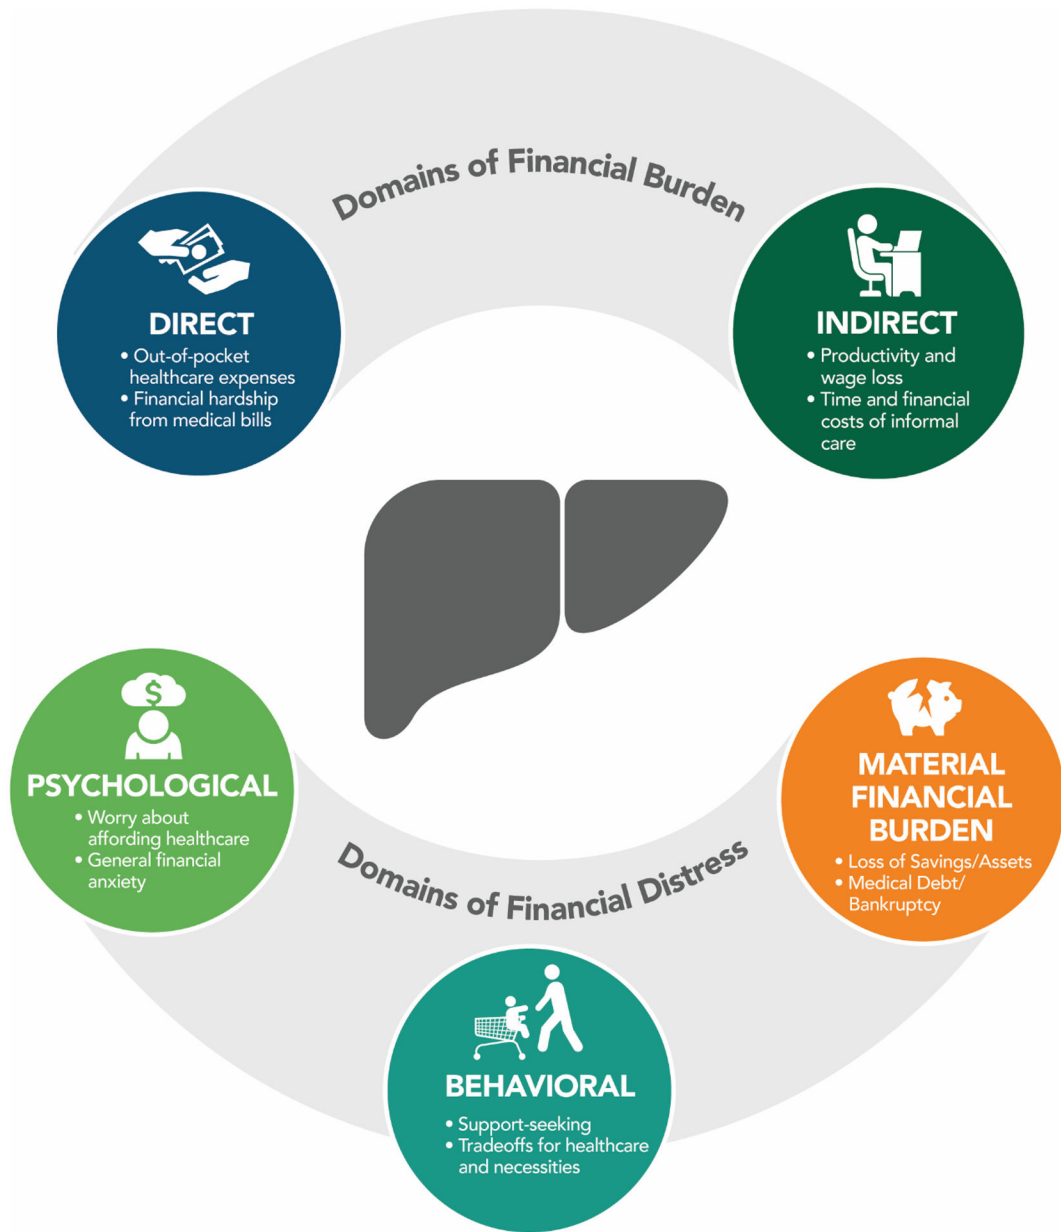 Domains of Financial Burden
DIRECT
• Out-of-pocket
healthcare expenses
• Financial hardship
from medical bills
INDIRECT
• Productivity and
wage loss
• Time and financial
costs of informal
care
$
PSYCHOLOGICAL
• Worry about
affording healthcare
• General financial
anxiety
MATERIAL
FINANCIAL
BURDEN
• Loss of Savings/Assets
• Medical Debt/
Bankruptcy
Domains of Financial Distress
BEHAVIORAL
• Support-seeking
• Tradeoffs for healthcare
and necessities